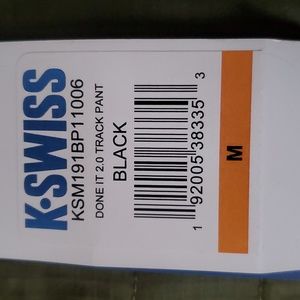 K·SWISS
KSM191BP11006
DONE IT 2.0 TRACK PANT
BLACK
1 92005 38335 3
M